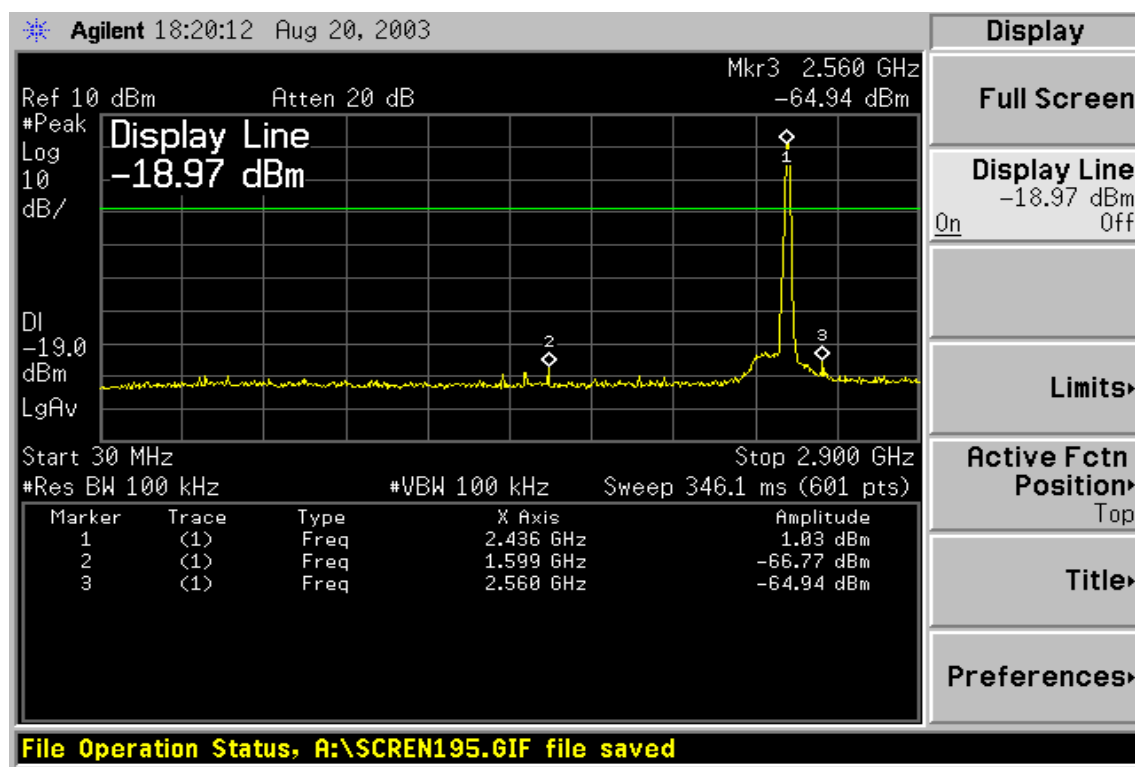 Agilent 18:20:12 Aug 20, 2003
Display
Mkr3 2.560 GHz
Ref 10 dBm Atten 20 dB -64.94 dBm
#Peak
Log
10
dB/
Display Line
-18.97 dBm
1
2
3
DI
-19.0
dBm
LgAv
Start 30 MHz Stop 2.900 GHz
#Res BW 100 kHz #VBW 100 kHz Sweep 346.1 ms (601 pts)
Marker Trace Type X Axis Amplitude
1 (1) Freq 2.436 GHz 1.03 dBm
2 (1) Freq 1.599 GHz -66.77 dBm
3 (1) Freq 2.560 GHz -64.94 dBm
Full Screen
Display Line
-18.97 dBm
On Off
Limits
Active Fctn
Position
Top
Title
Preferences
File Operation Status, A:\SCREN195.GIF file saved